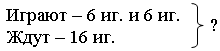 Играют – 6 иг. и 6 иг.
Ждут – 16 иг.
?